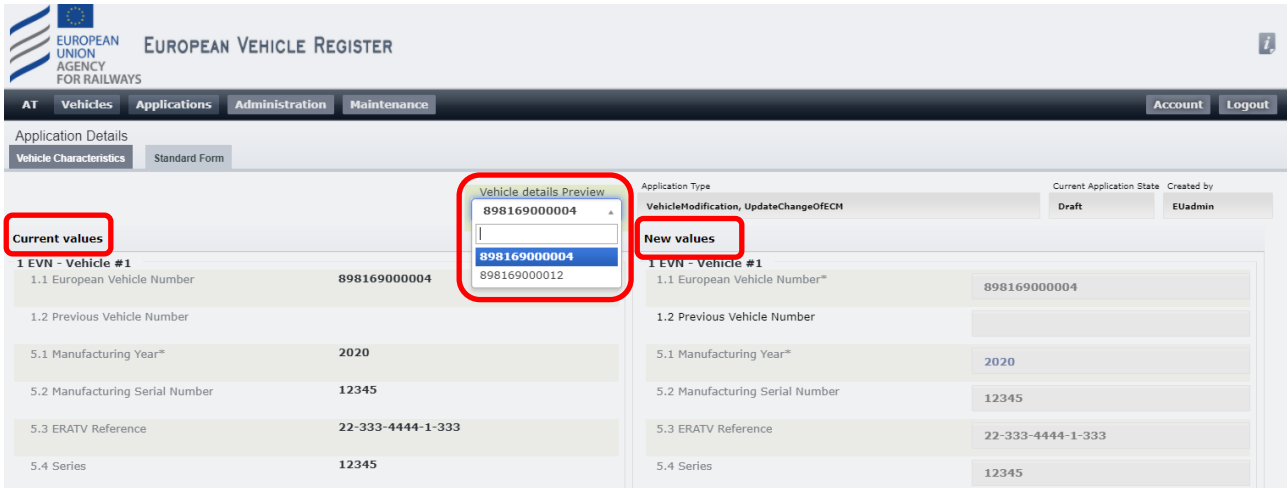 EUROPEAN
UNION
AGENCY
FOR RAILWAYS
EUROPEAN VEHICLE REGISTER
i
AT Vehicles Applications Administration Maintenance Account Logout
Application Details
Vehicle Characteristics Standard Form
Vehicle details Preview
898169000004
898169000004
898169000012
Application Type Current Application State Created by
VehicleModification, UpdateChangeOfECM Draft EUadmin
Current values
1 EVN - Vehicle #1
1.1 European Vehicle Number 898169000004
1.2 Previous Vehicle Number
5.1 Manufacturing Year* 2020
5.2 Manufacturing Serial Number 12345
5.3 ERATV Reference 22-333-4444-1-333
5.4 Series 12345
New values
1 EVN - Vehicle #1
1.1 European Vehicle Number* 898169000004
1.2 Previous Vehicle Number
5.1 Manufacturing Year* 2020
5.2 Manufacturing Serial Number 12345
5.3 ERATV Reference 22-333-4444-1-333
5.4 Series 12345